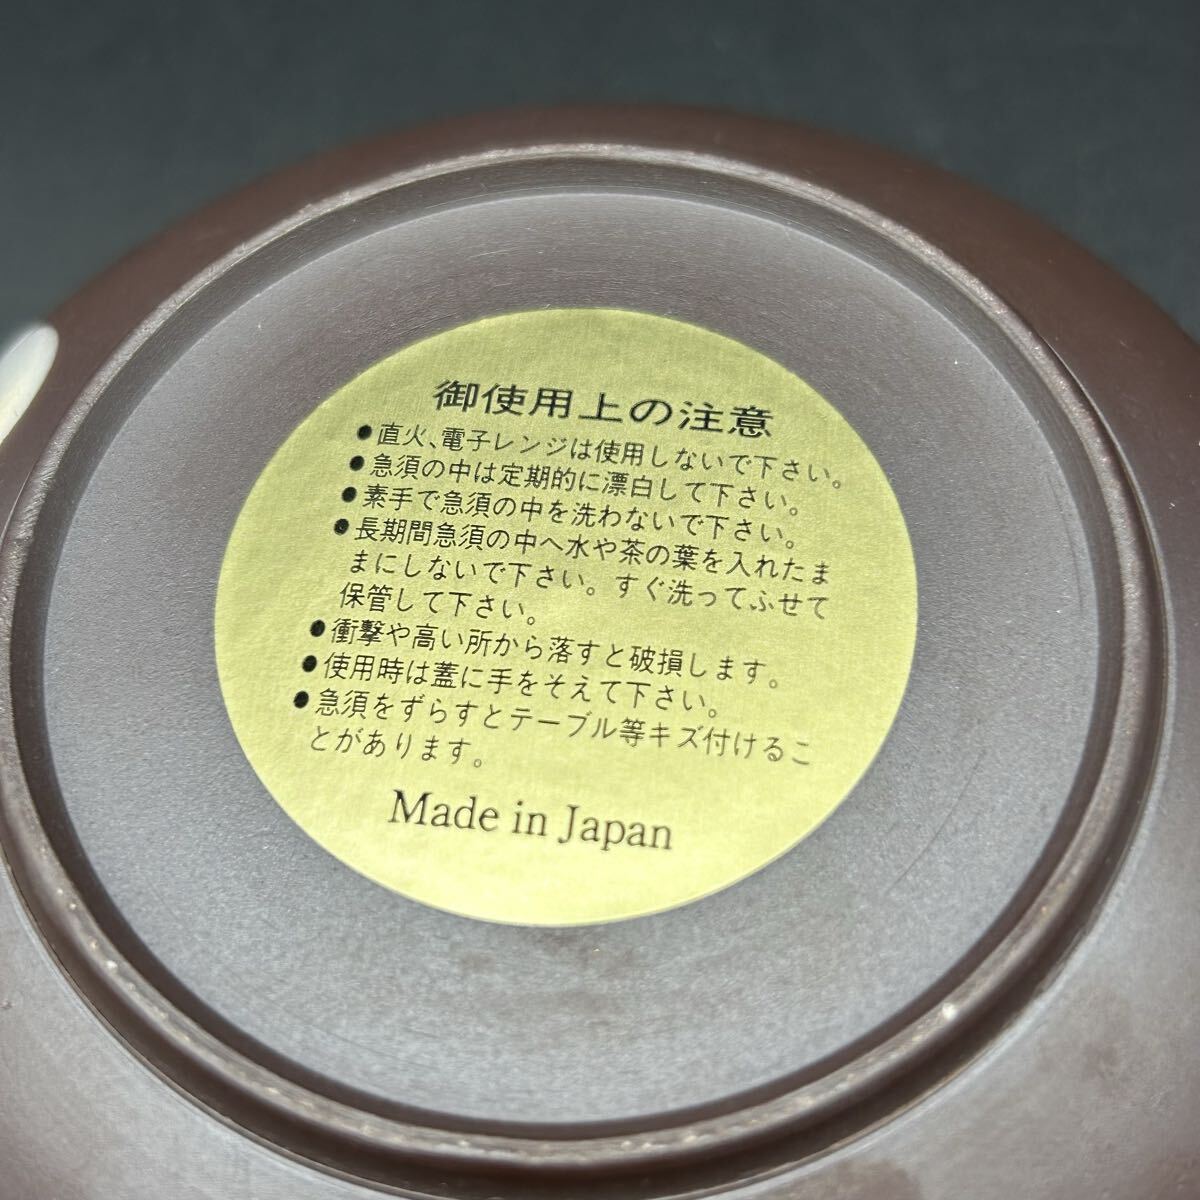 御使用上の注意
●直火、電子レンジは使用しないで下さい。
●急須の中は定期的に漂白して下さい。
●素手で急須の中を洗わないで下さい。
●長期間急須の中へ水や茶の葉を入れたま
まにしないで下さい。すぐ洗ってふせて
保管して下さい。
●衝撃や高い所から落すと破損します。
●使用時は蓋に手をそえて下さい。
●急須をずらすとテーブル等キズ付けるこ
とがあります。
Made in Japan